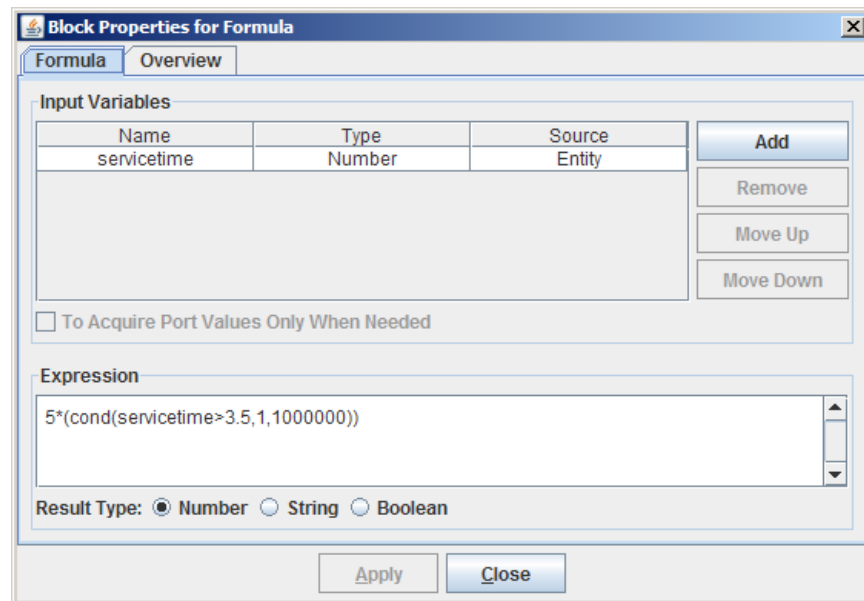 Block Properties for Formula
Formula Overview
Input Variables
Name Type Source
servicetime Number Entity
Add
Remove
Move Up
Move Down
To Acquire Port Values Only When Needed
Expression
5*(cond(servicetime>3.5,1,1000000))
Result Type: Number String Boolean
Apply Close